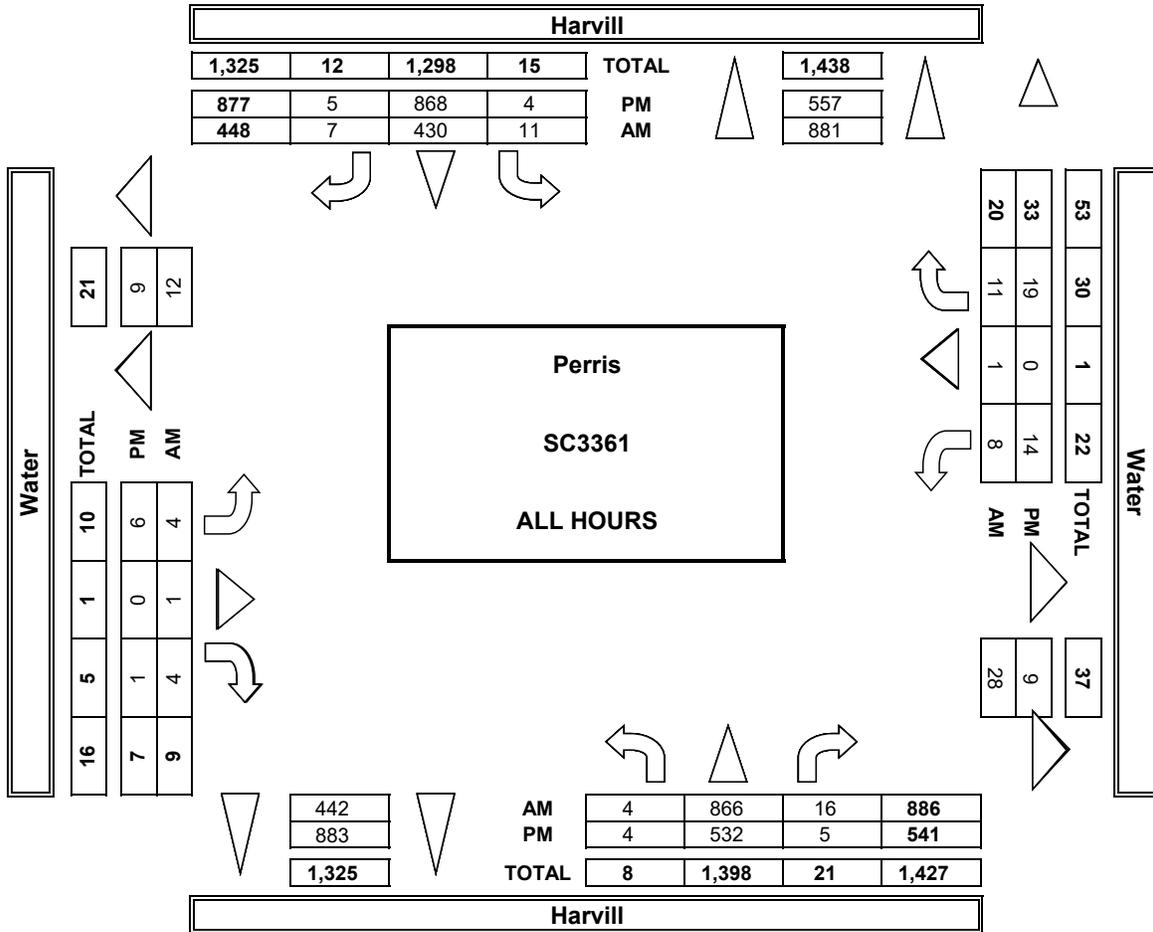 Harvill
1,325 12 1,298 15 TOTAL 1,438
877 5 868 4 PM 557
448 7 430 11 AM 881
Water
21 9 12
TOTAL PM AM
10 6 4
1 0 1
5 1 4
16 7 9
Perris
SC3361
ALL HOURS
20 33 53
11 19 30
1 0 1
8 14 22
AM PM TOTAL
28 9 37
Water
442 AM 4 866 16 886
883 PM 4 532 5 541
1,325 TOTAL 8 1,398 21 1,427
Harvill